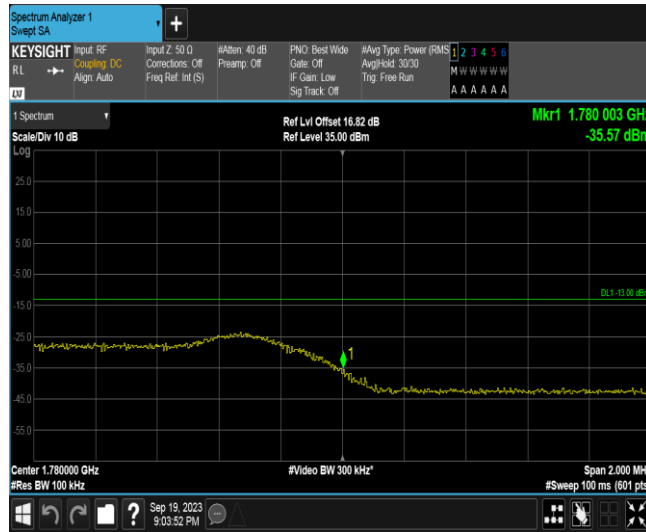 Spectrum Analyzer 1
Swept SA
KEYSIGHT Input: RF Input Z: 50 Ω #Atten: 40 dB PNO: Best Wide #Avg Type: Power (RMS 1 2 3 4 5 6
RL Coupling: DC Corrections: Off Preamp: Off Gate: Off Avg|Hold: 30/30 M W W W W W
Align: Auto Freq Ref: Int (S) IF Gain: Low Trig: Free Run
LXI Sig Track: Off A A A A A A
1 Spectrum Ref Lvl Offset 16.82 dB Mkr1 1.780 003 GHz
Scale/Div 10 dB Ref Level 35.00 dBm -35.57 dBm
Log
25.0
15.0
5.00
-5.00
DL1 -13.00 dBm
-15.0
-25.0
1
-35.0
-45.0
-55.0
Center 1.780000 GHz #Video BW 300 kHz* Span 2.000 MH
#Res BW 100 kHz #Sweep 100 ms (601 pts
? Sep 19, 2023
9:03:52 PM